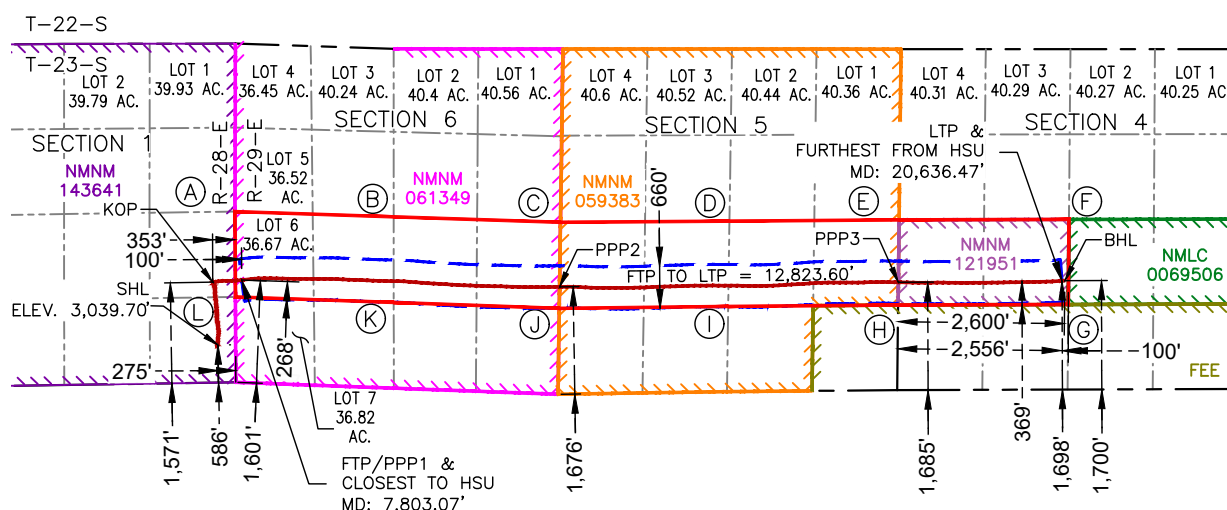 T-22-S
T-23-S
LOT 2
39.79 AC.
LOT 1
39.93 AC.
LOT 4
36.45 AC.
LOT 3
40.24 AC.
LOT 2
40.4 AC.
LOT 1
40.56 AC.
LOT 4
40.6 AC.
LOT 3
40.52 AC.
LOT 2
40.44 AC.
LOT 1
40.36 AC.
LOT 4
40.31 AC.
LOT 3
40.29 AC.
LOT 2
40.27 AC.
LOT 1
40.25 AC.
SECTION 1
SECTION 6
SECTION 5
SECTION 4
R-28-E
R-29-E
LTP &
FURTHEST FROM HSU
MD: 20,636.47'
NMNM
143641
LOT 5
36.52
AC.
NMNM
061349
NMNM
059383
660'
A
B
C
D
E
F
KOP
353'
100'
LOT 6
36.67 AC.
PPP2
FTP TO LTP = 12,823.60'
PPP3
NMNM
121951
BHL
NMLC
0069506
SHL
ELEV. 3,039.70'
L
K
J
I
H
G
2,600'
2,556'
100'
275'
268'
FEE
LOT 7
36.82
AC.
1,571'
586'
1,601'
1,676'
1,685'
369'
1,698'
1,700'
FTP/PPP1 &
CLOSEST TO HSU
MD: 7,803.07'